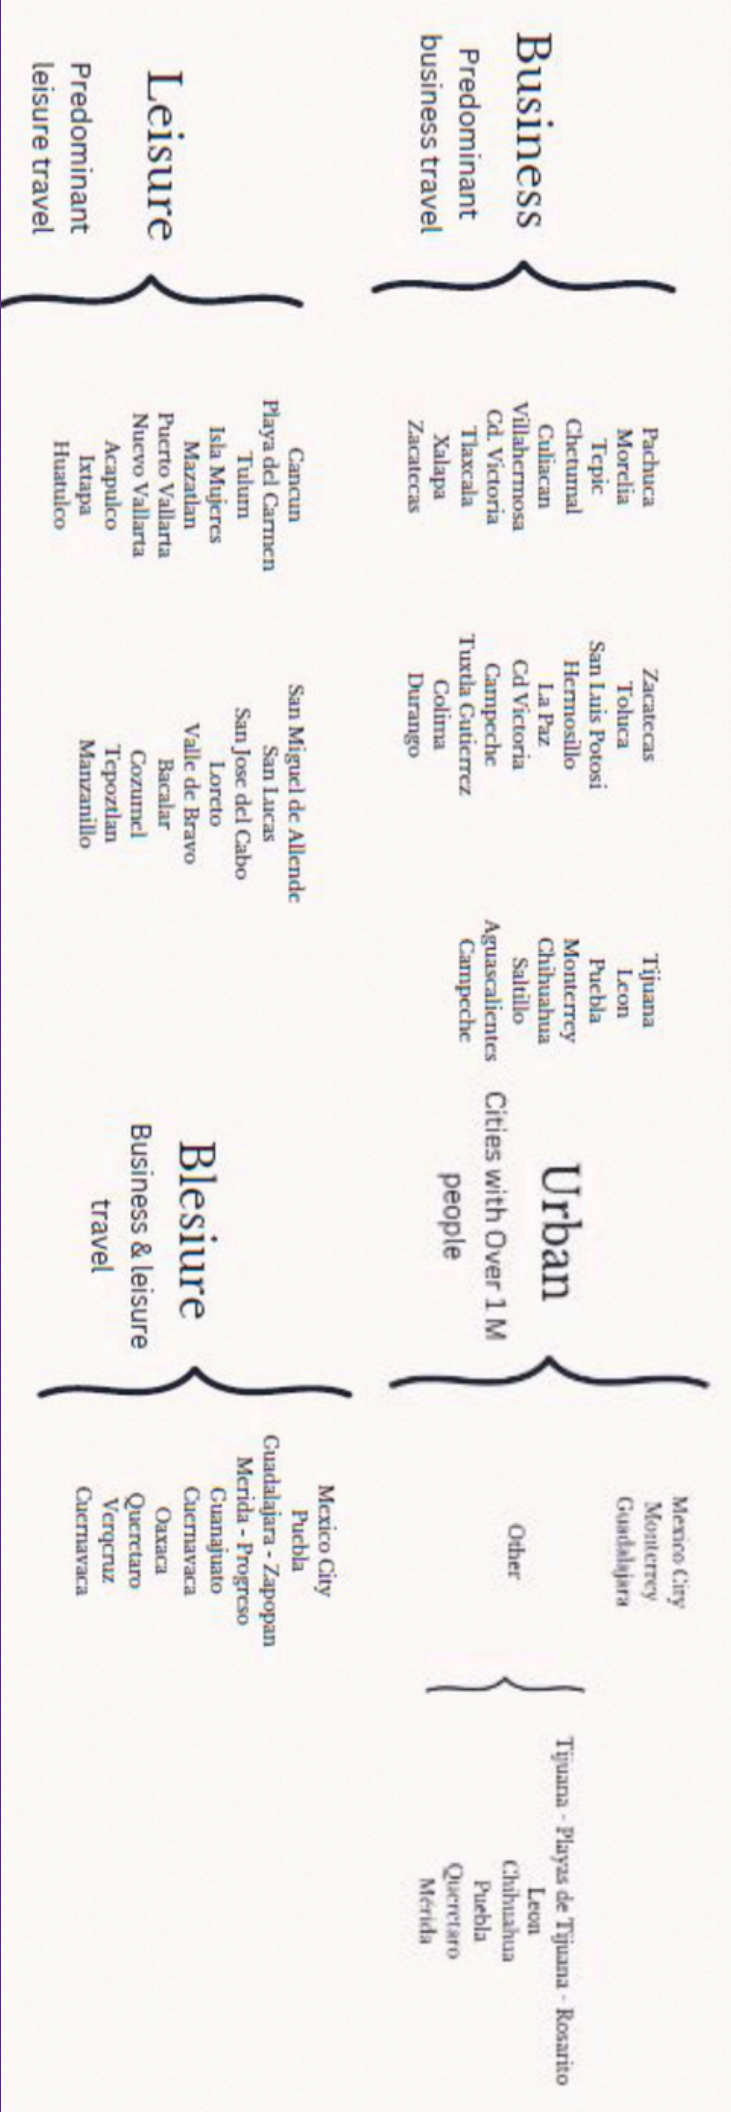 Business
Predominant
business travel
Pachuca
Morelia
Tepic
Chetumal
Culiacan
Villahermosa
Cd. Victoria
Tlaxcala
Xalapa
Zacatecas
Zacatecas
Toluca
San Luis Potosi
Hermosillo
La Paz
Cd Victoria
Campeche
Tuxtla Gutierrez
Colima
Durango
Tijuana
Leon
Puebla
Monterrey
Chihuahua
Saltillo
Aguascalientes
Campeche
Urban
Cities with Over 1 M
people
Mexico City
Monterrey
Guadalajara
Other
Tijuana - Playas de Tijuana - Rosarito
Leon
Chihuahua
Puebla
Queretaro
Mérida
Leisure
Predominant
leisure travel
Cancun
Playa del Carmen
Tulum
Isla Mujeres
Mazatlan
Puerto Vallarta
Nuevo Vallarta
Acapulco
Ixtapa
Huatulco
San Miguel de Allende
San Lucas
San Jose del Cabo
Loreto
Valle de Bravo
Bacalar
Cozumel
Tepoztlan
Manzanillo
Blesiure
Business & leisure
travel
Mexico City
Puebla
Guadalajara - Zapopan
Merida - Progreso
Guanajuato
Cuernavaca
Oaxaca
Queretaro
Verqcruz
Cuernavaca